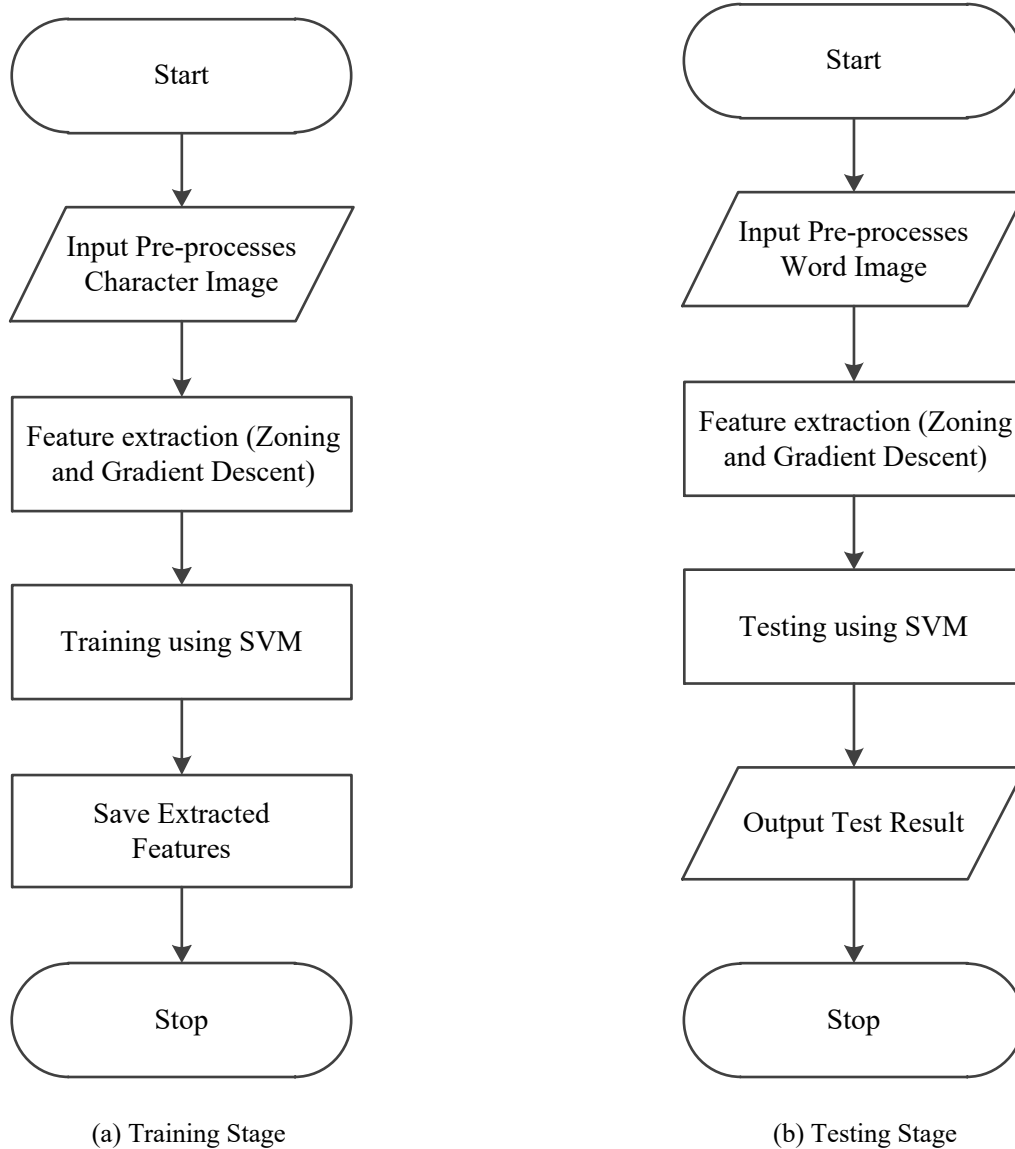 Start
Input Pre-processes
Character Image
Feature extraction (Zoning
and Gradient Descent)
Training using SVM
Save Extracted
Features
Stop
(a) Training Stage
Start
Input Pre-processes
Word Image
Feature extraction (Zoning
and Gradient Descent)
Testing using SVM
Output Test Result
Stop
(b) Testing Stage